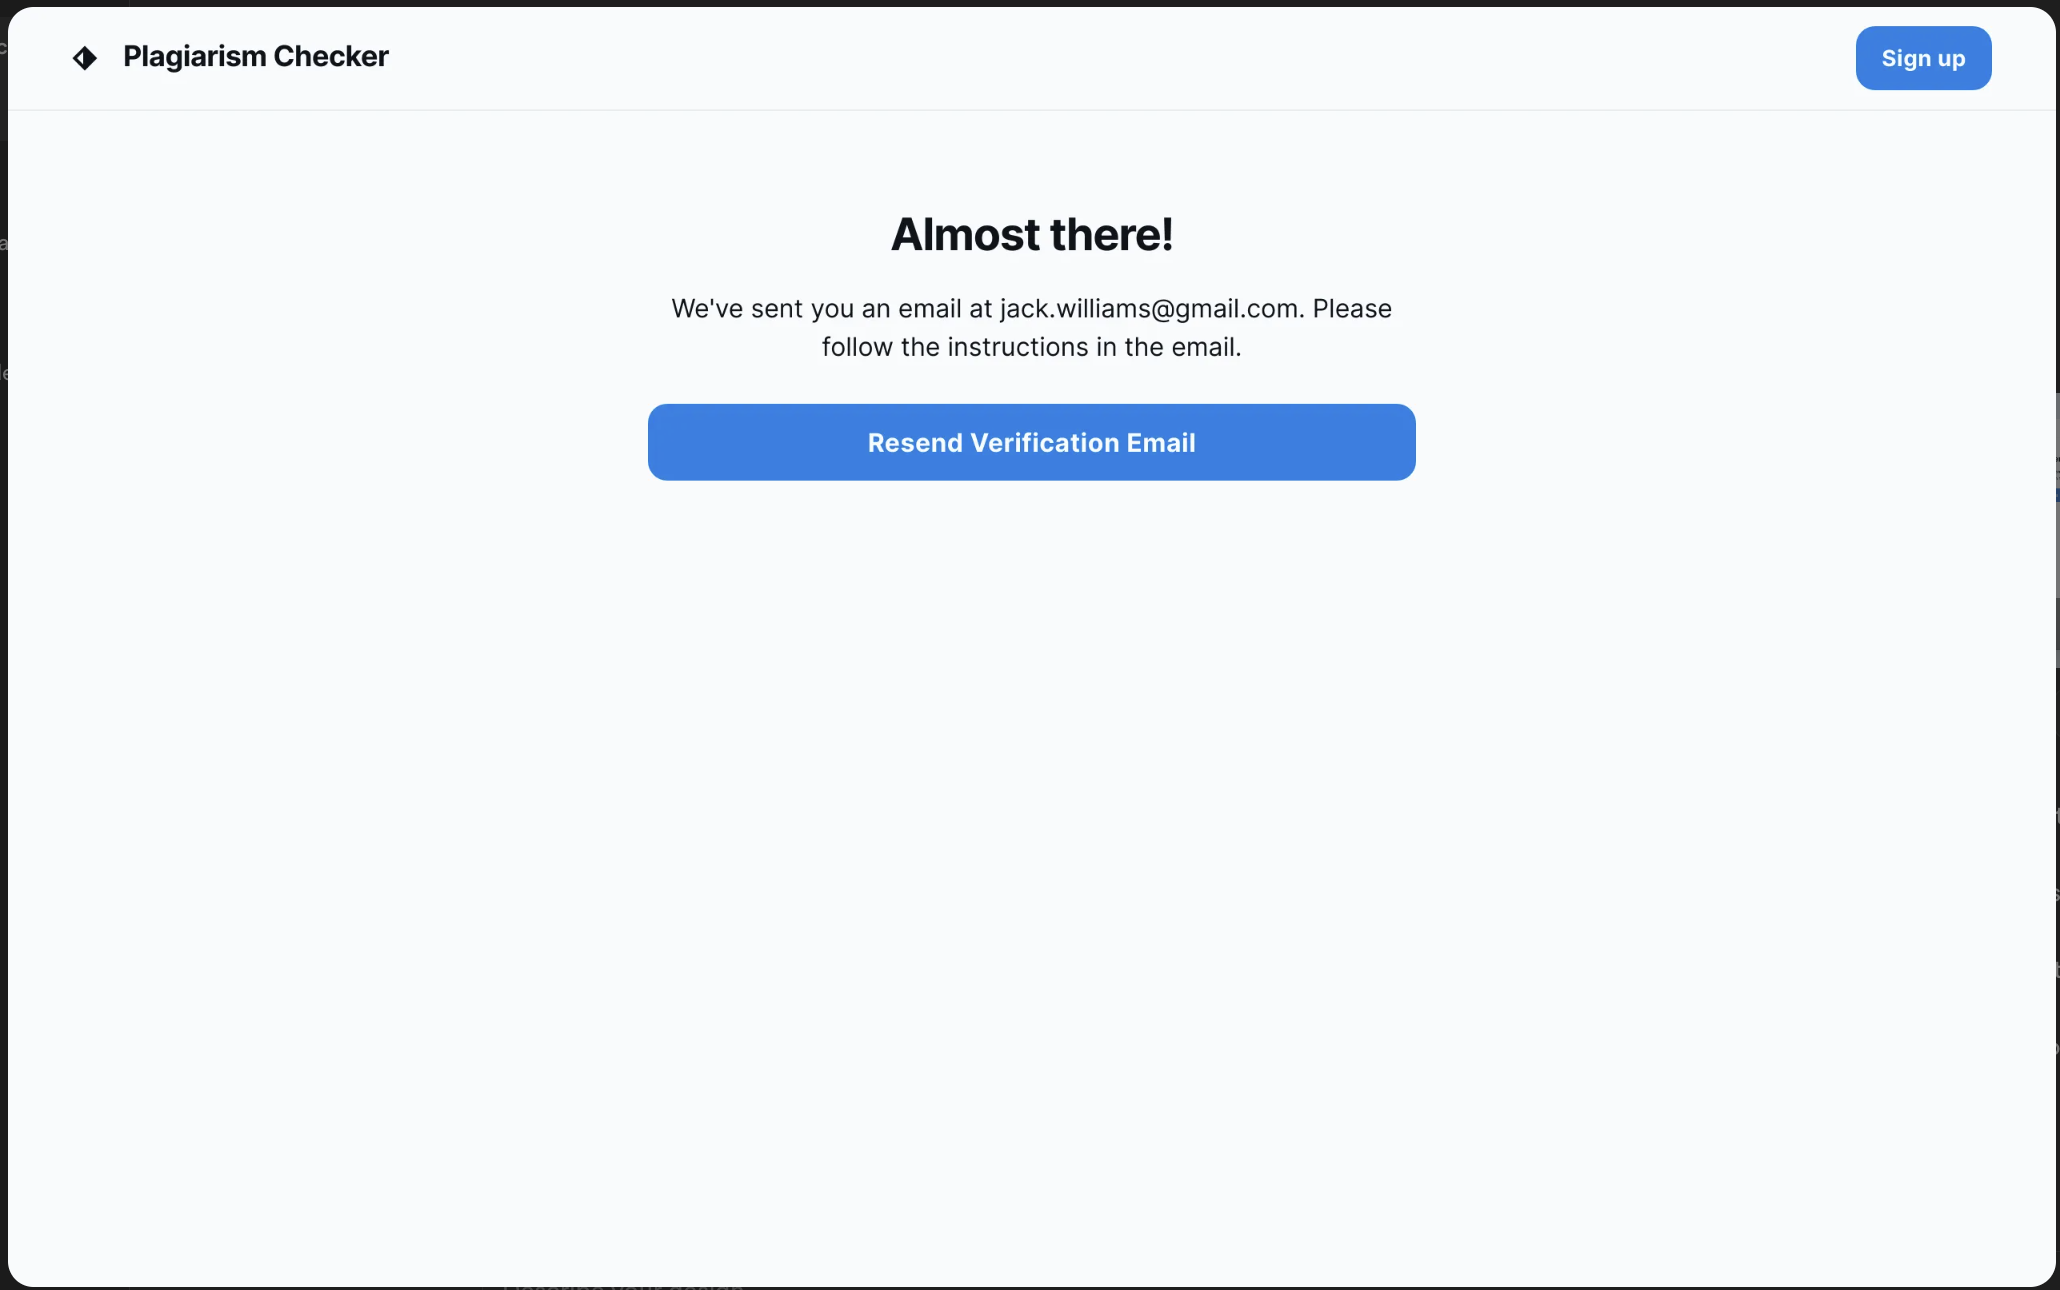 Plagiarism Checker
Sign up
Almost there!
We've sent you an email at jack.williams@gmail.com. Please
follow the instructions in the email.
Resend Verification Email